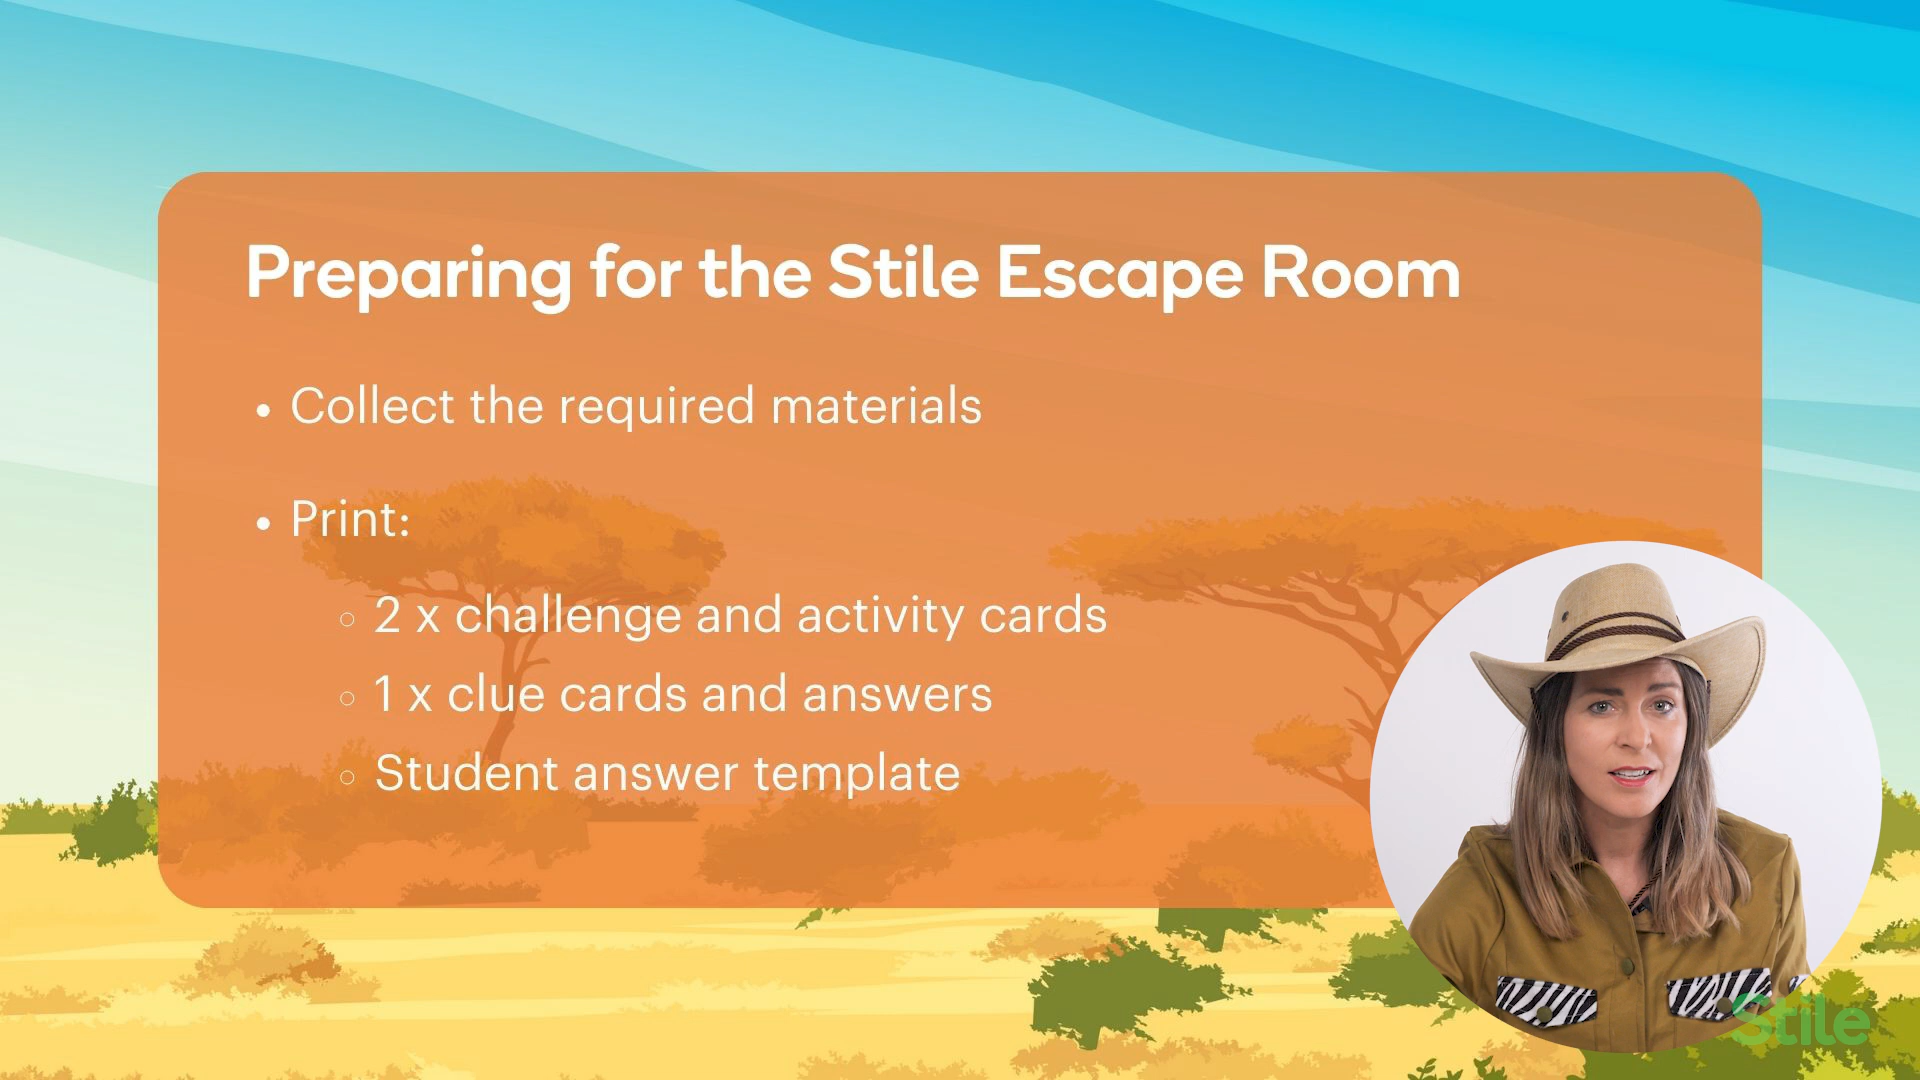 Preparing for the Stile Escape Room
• Collect the required materials
• Print:
◦ 2 x challenge and activity cards
◦ 1 x clue cards and answers
◦ Student answer template
Stile